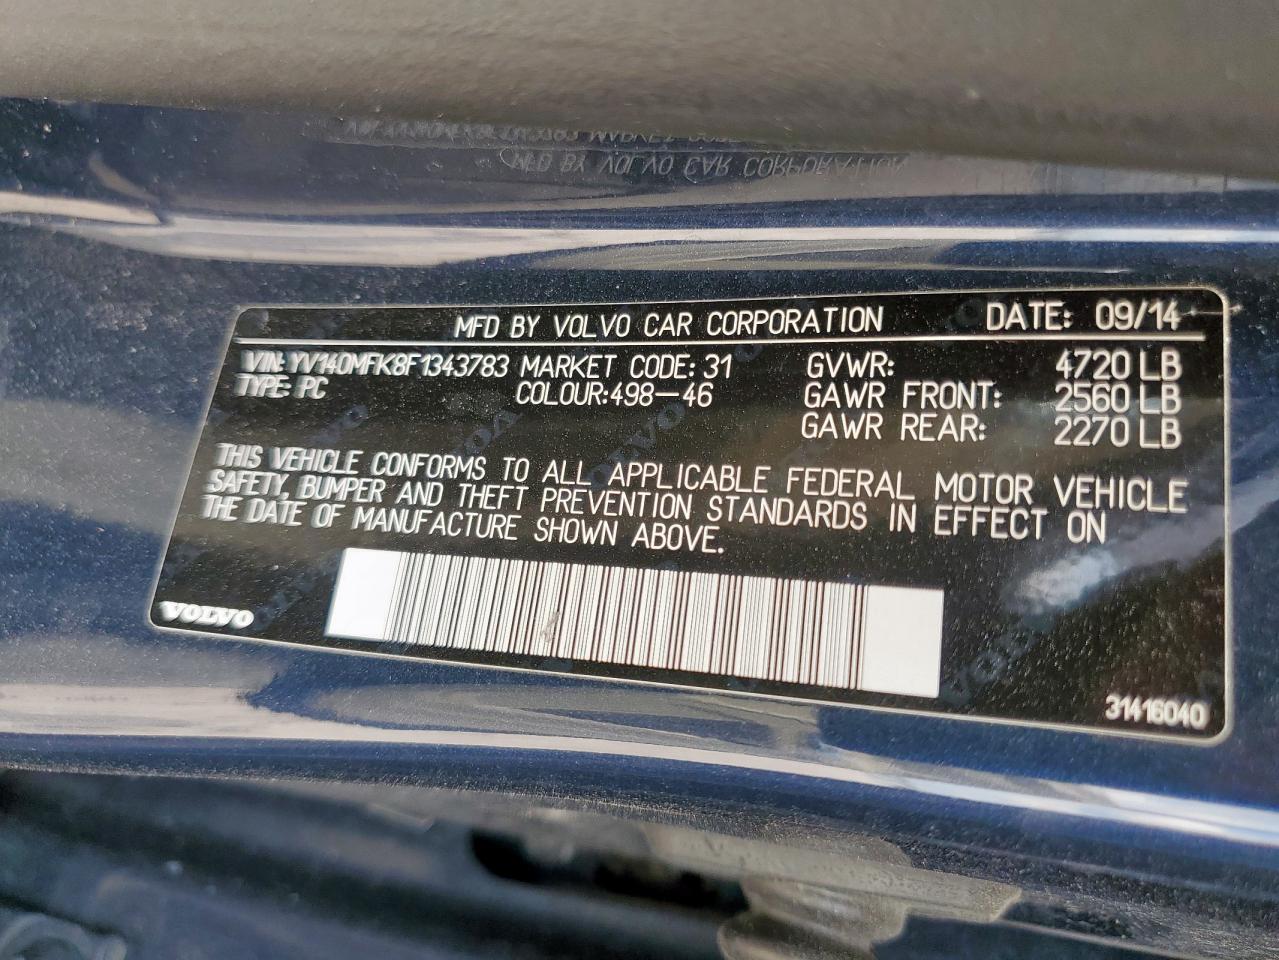 MFD BY VOLVO CAR CORPORATION DATE: 09/14
VIN: YV140MFK8F1343783 MARKET CODE: 31 GVWR: 4720 LB
TYPE: PC COLOUR:498-46 GAWR FRONT: 2560 LB
GAWR REAR: 2270 LB
THIS VEHICLE CONFORMS TO ALL APPLICABLE FEDERAL MOTOR VEHICLE
SAFETY, BUMPER AND THEFT PREVENTION STANDARDS IN EFFECT ON
THE DATE OF MANUFACTURE SHOWN ABOVE.
VOLVO
31416040